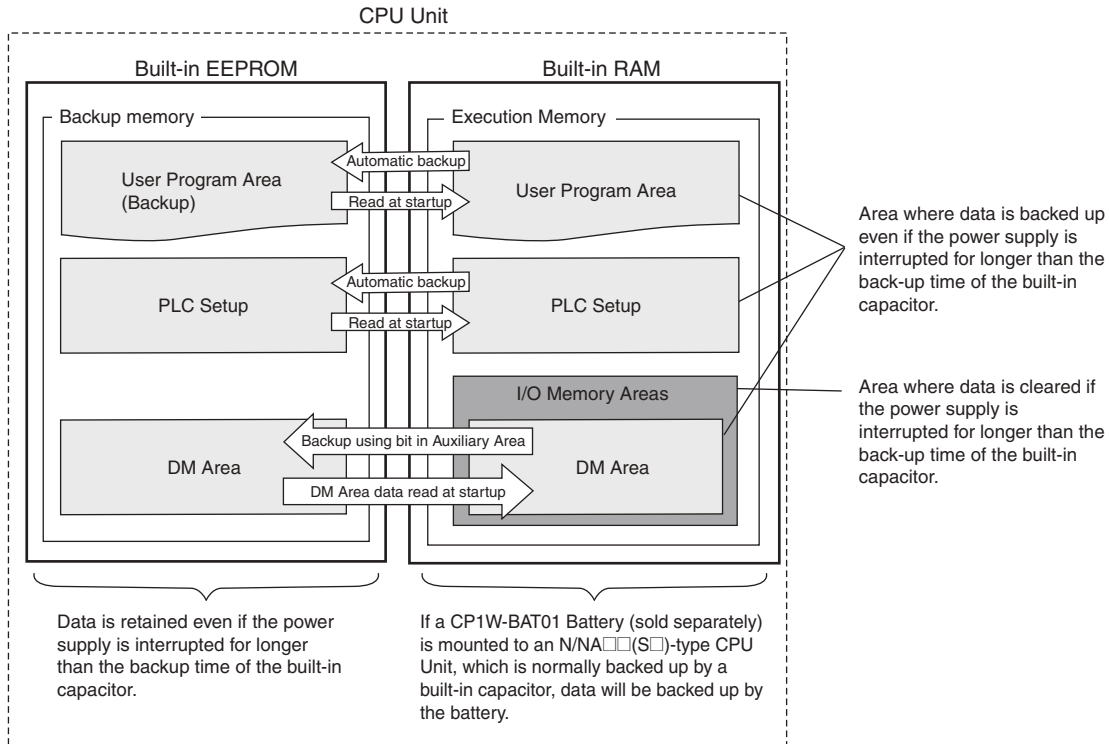 CPU Unit
Built-in EEPROM
Built-in RAM
Backup memory
Execution Memory
User Program Area
(Backup)
Automatic backup
Read at startup
User Program Area
PLC Setup
Automatic backup
Read at startup
PLC Setup
I/O Memory Areas
DM Area
Backup using bit in Auxiliary Area
DM Area data read at startup
DM Area
Area where data is backed up
even if the power supply is
interrupted for longer than the
back-up time of the built-in
capacitor.
Area where data is cleared if
the power supply is
interrupted for longer than the
back-up time of the built-in
capacitor.
Data is retained even if the power
supply is interrupted for longer
than the backup time of the built-in
capacitor.
If a CP1W-BAT01 Battery (sold separately)
is mounted to an N/NA□□(S□)-type CPU
Unit, which is normally backed up by a
built-in capacitor, data will be backed up by
the battery.